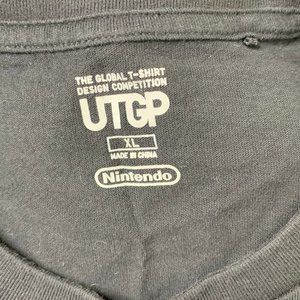 THE GLOBAL T-SHIRT
DESIGN COMPETITION
UTGP
XL
MADE IN CHINA
Nintendo